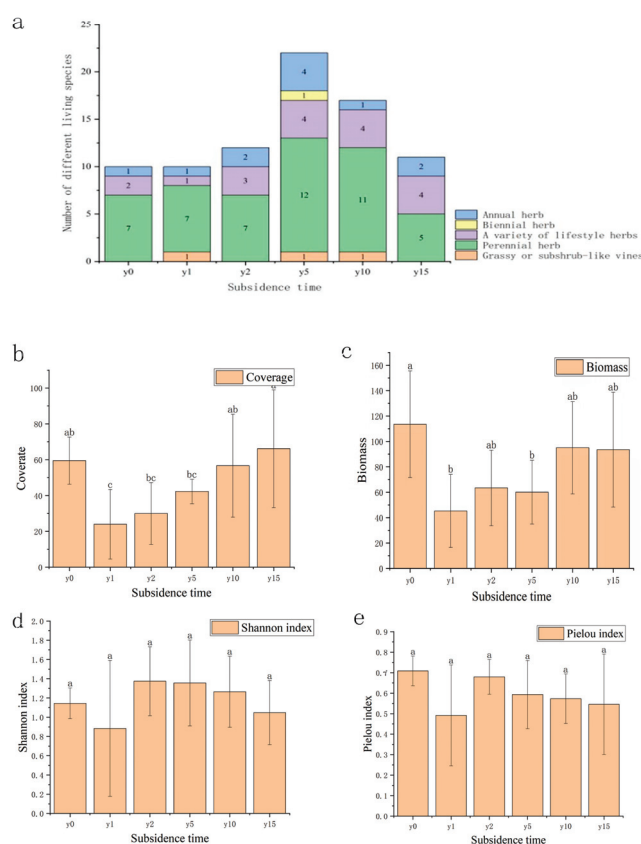 a
Number of different living species
25
20
15
10
5
0
1 2 7
1 1 7 1
2 3 7
4 1 4 12 1
1 4 11 1
2 4 5
y0 y1 y2 y5 y10 y15
Subsidence time
Annual herb
Biennial herb
A variety of lifestyle herbs
Perennial herb
Grassy or subshrub-like vines
b
Coverate
100
80
60
40
20
0
Coverage
ab c bc bc ab a
y0 y1 y2 y5 y10 y15
Subsidence time
c
Biomass
160
140
120
100
80
60
40
20
0
Biomass
a b ab b ab ab
y0 y1 y2 y5 y10 y15
Subsidence time
d
Shannon index
2.0
1.8
1.6
1.4
1.2
1.0
0.8
0.6
0.4
0.2
0.0
Shannon index
a a a a a a
y0 y1 y2 y5 y10 y15
Subsidence time
e
Pielou index
0.9
0.8
0.7
0.6
0.5
0.4
0.3
0.2
0.1
0.0
Pielou index
a a a a a a
y0 y1 y2 y5 y10 y15
Subsidence time